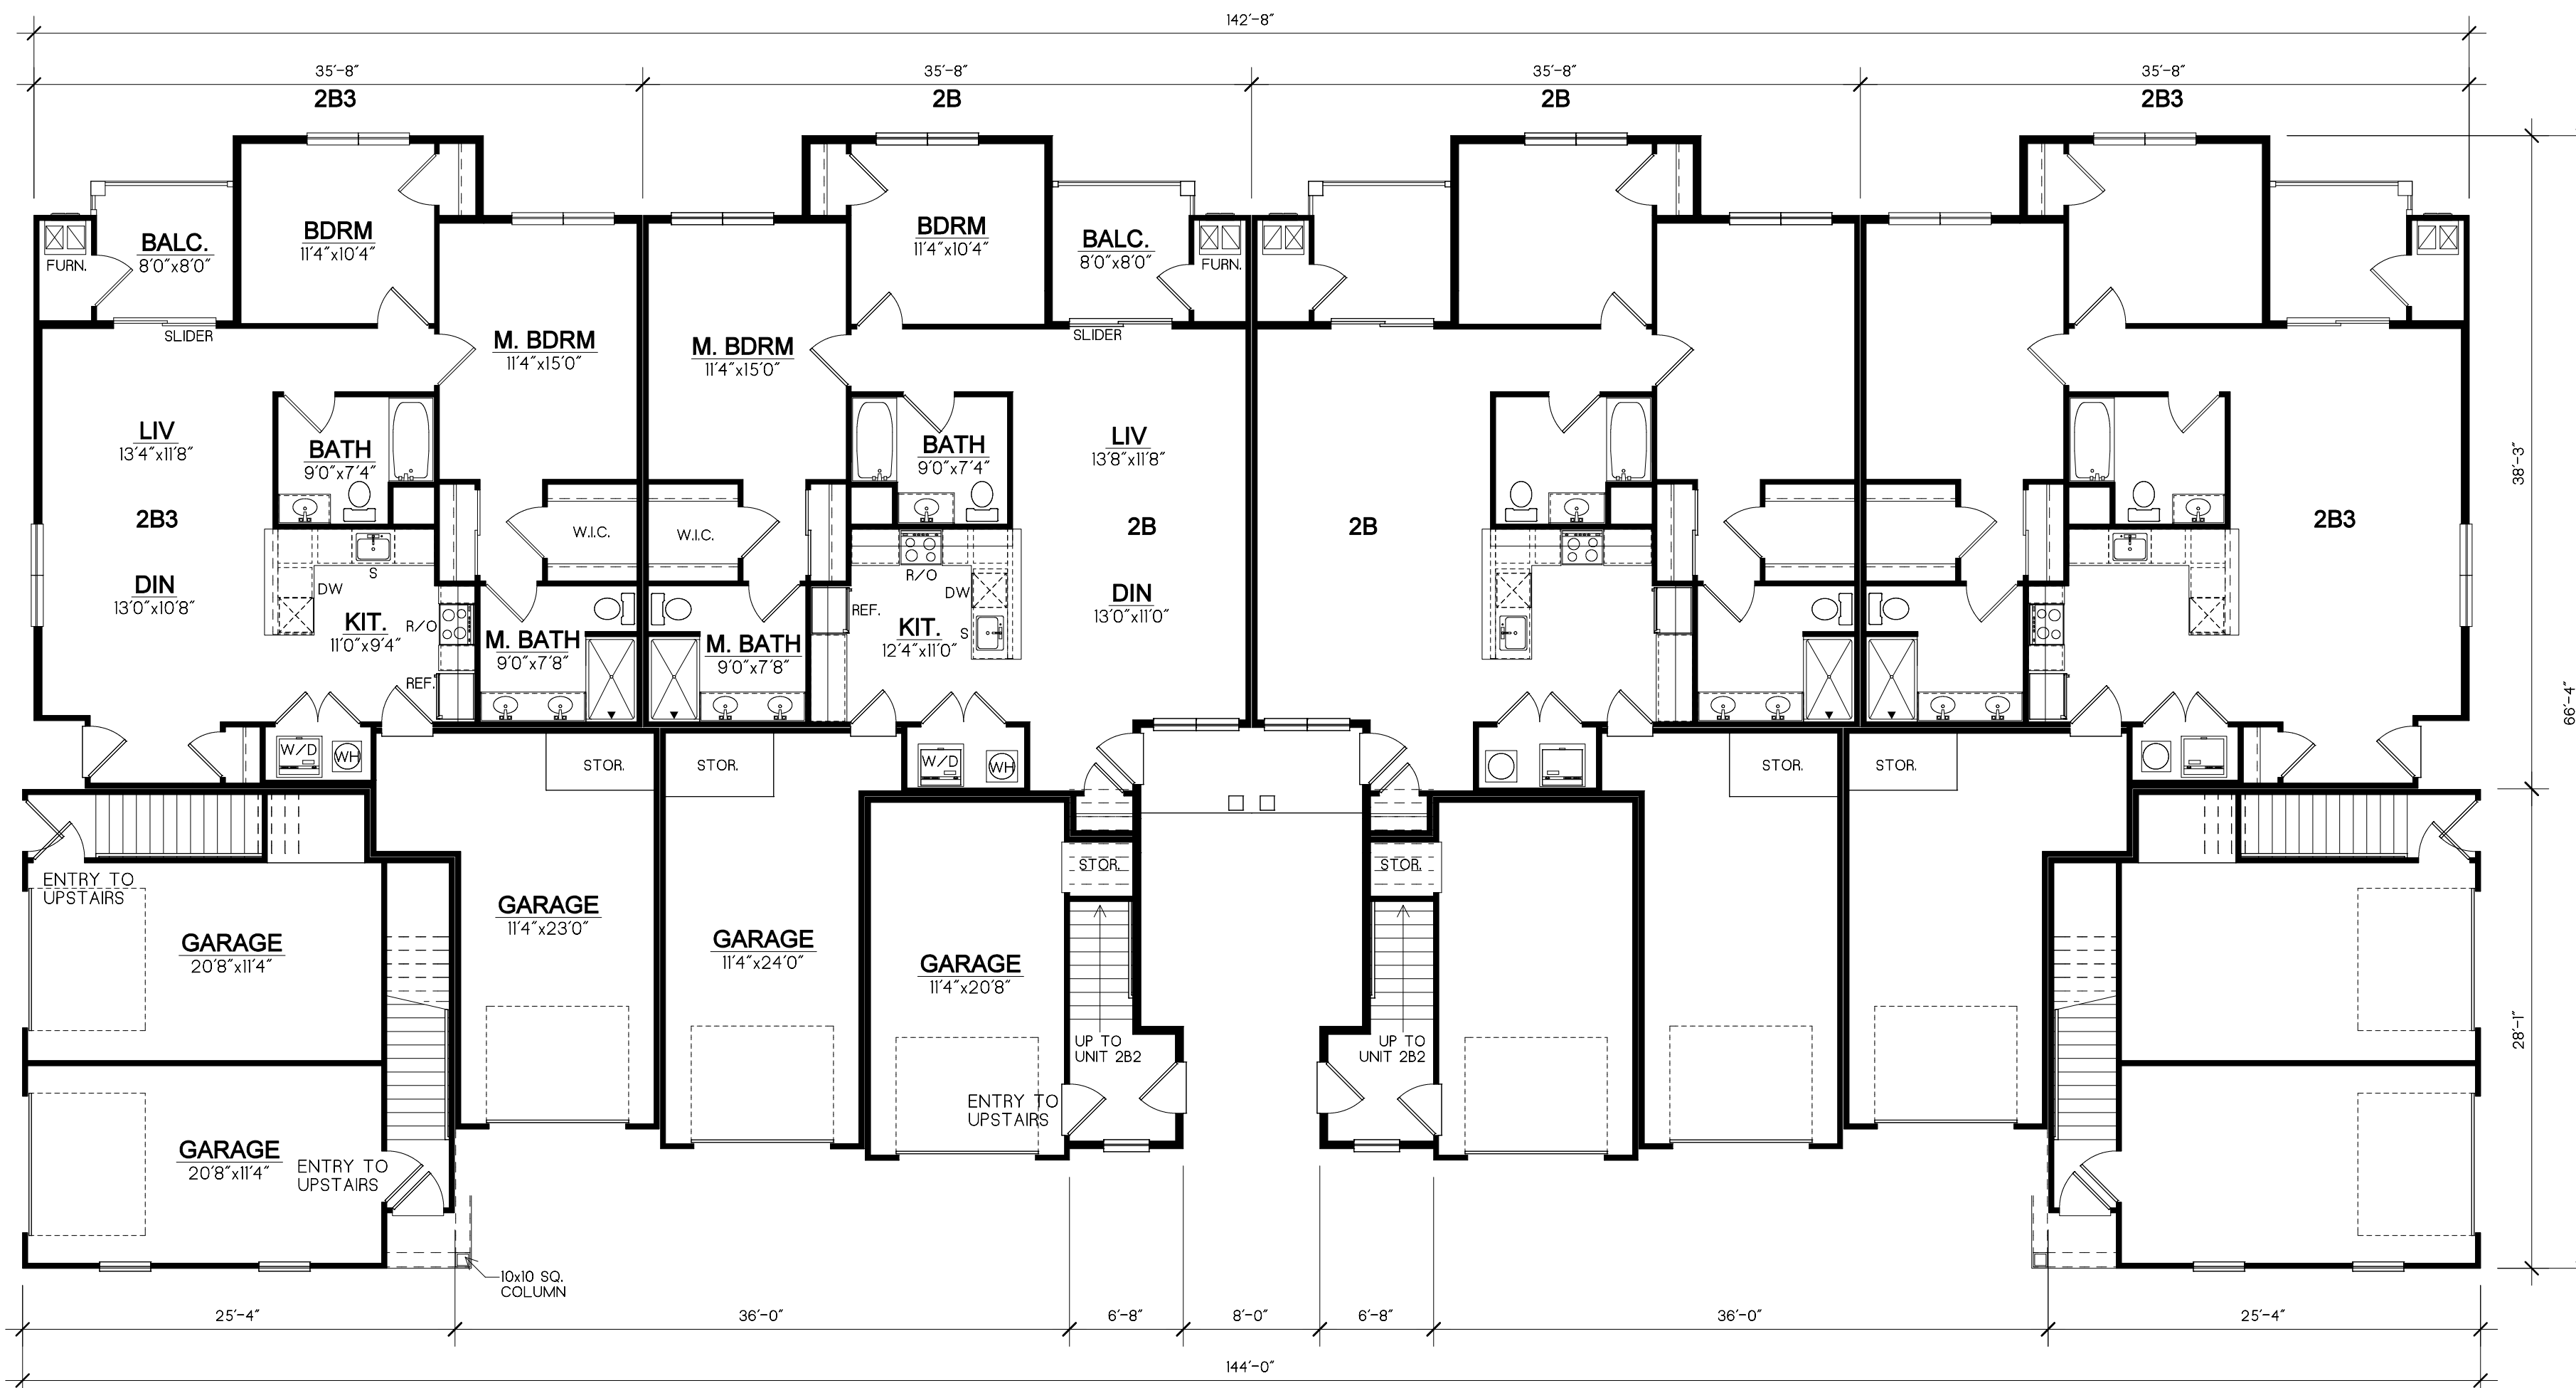 142'-8"
35'-8"
35'-8"
35'-8"
35'-8"
2B3
2B
2B
2B3
BALC.
8'0"x8'0"
FURN.
BDRM
11'4"x10'4"
SLIDER
M. BDRM
11'4"x15'0"
LIV
13'4"x11'8"
BATH
9'0"x7'4"
2B3
W.I.C.
DIN
13'0"x10'8"
DW
S
KIT.
11'0"x9'4"
R/O
REF.
M. BATH
9'0"x7'8"
W/D
WH
STOR.
BDRM
11'4"x10'4"
BALC.
8'0"x8'0"
FURN.
SLIDER
M. BDRM
11'4"x15'0"
BATH
9'0"x7'4"
LIV
13'8"x11'8"
W.I.C.
2B
R/O
DW
REF.
S
KIT.
12'4"x11'0"
DIN
13'0"x11'0"
M. BATH
9'0"x7'8"
STOR.
W/D
WH
2B
2B3
STOR.
STOR.
38'-3"
66'-4"
28'-1"
ENTRY TO
UPSTAIRS
GARAGE
20'8"x11'4"
GARAGE
20'8"x11'4"
ENTRY TO
UPSTAIRS
10x10 SQ.
COLUMN
GARAGE
11'4"x23'0"
GARAGE
11'4"x24'0"
GARAGE
11'4"x20'8"
ENTRY TO
UPSTAIRS
STOR.
STOR.
UP TO
UNIT 2B2
UP TO
UNIT 2B2
25'-4"
36'-0"
6'-8"
8'-0"
6'-8"
36'-0"
25'-4"
144'-0"